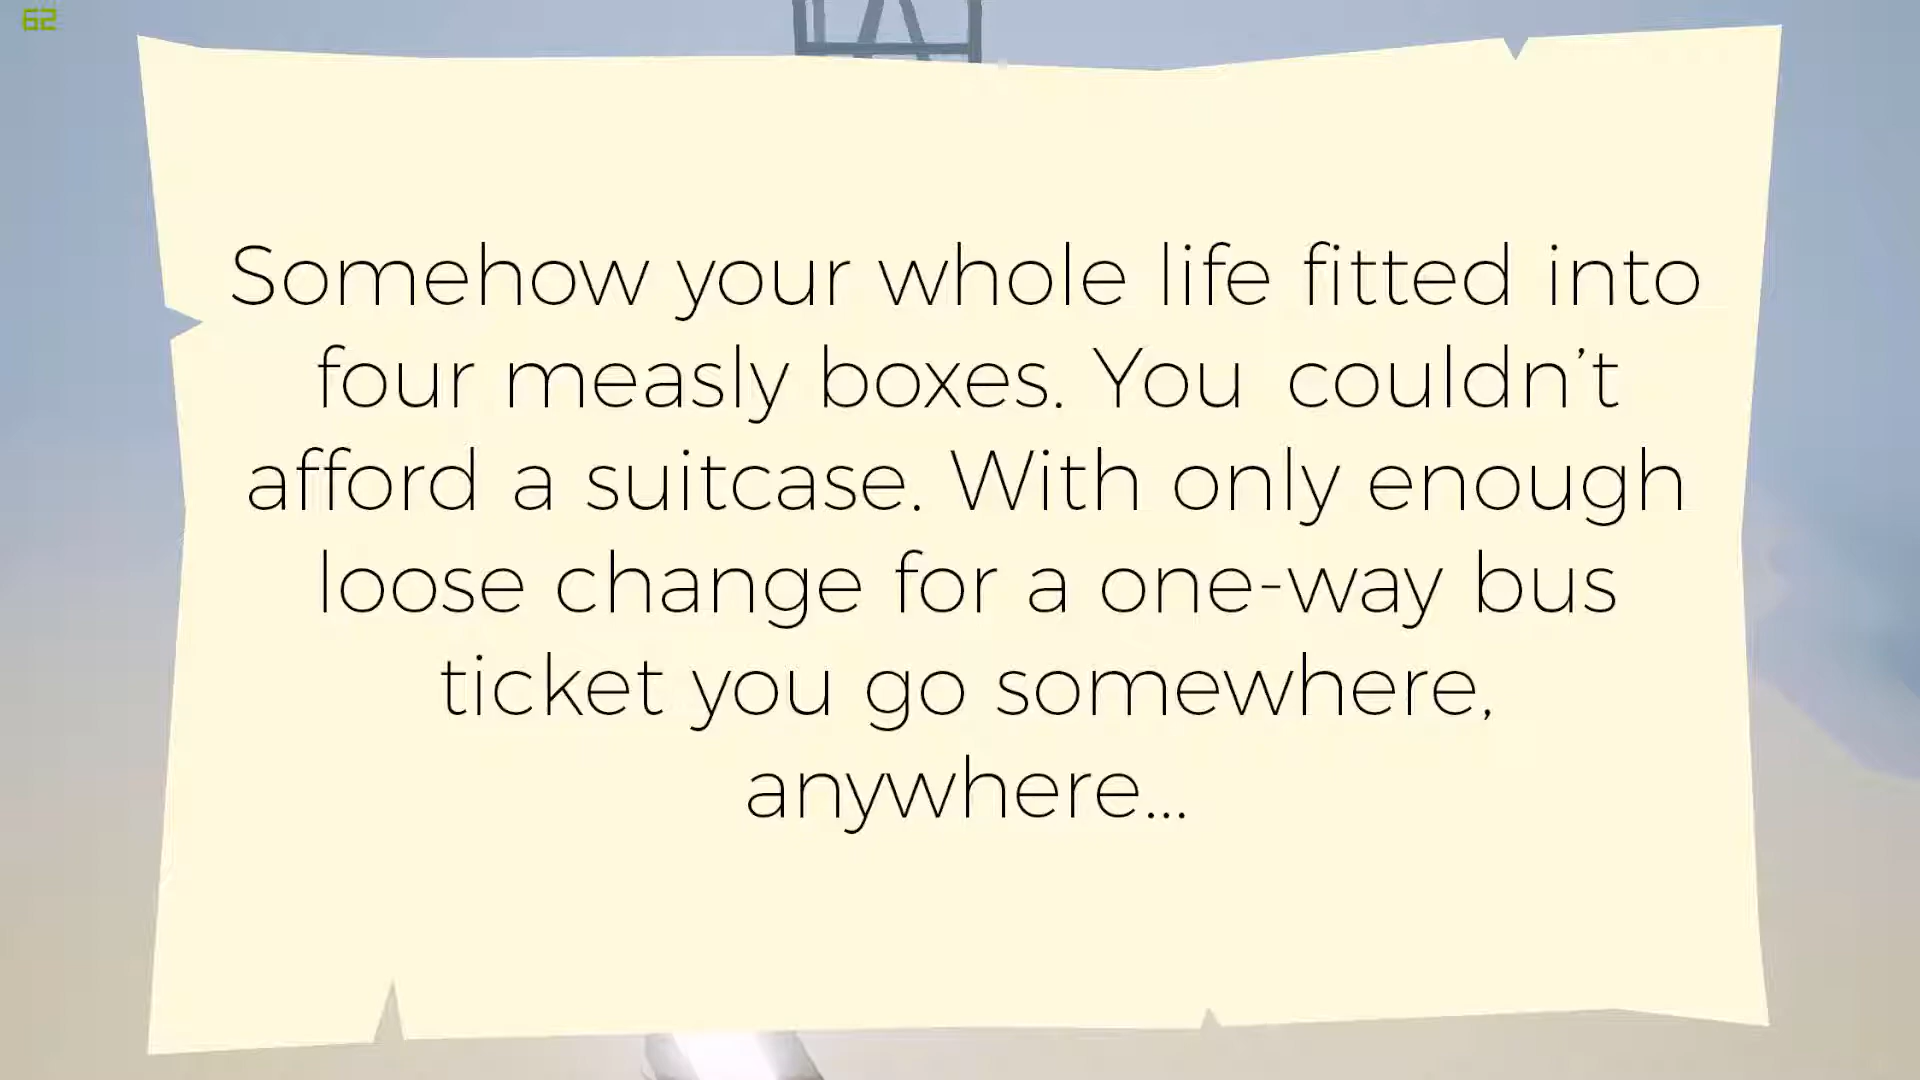 62
Somehow your whole life fitted into
four measly boxes. You couldn’t
afford a suitcase. With only enough
loose change for a one-way bus
ticket you go somewhere,
anywhere...